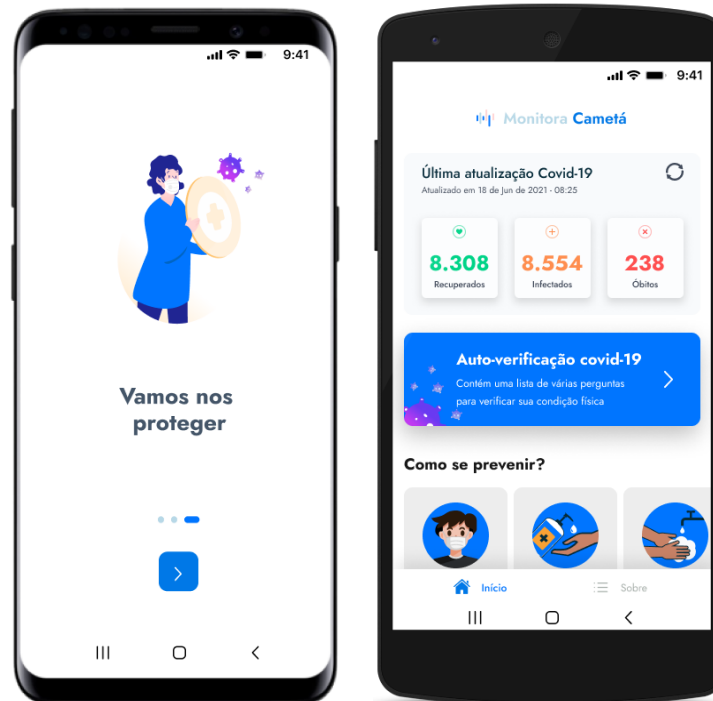 9:41
Vamos nos
proteger
9:41
Monitora Cametá
Última atualização Covid-19
Atualizado em 18 de Jun de 2021 - 08:25
8.308
Recuperados
8.554
Infectados
238
Óbitos
Auto-verificação covid-19
Contém uma lista de várias perguntas
para verificar sua condição física
Como se prevenir?
Início
Sobre